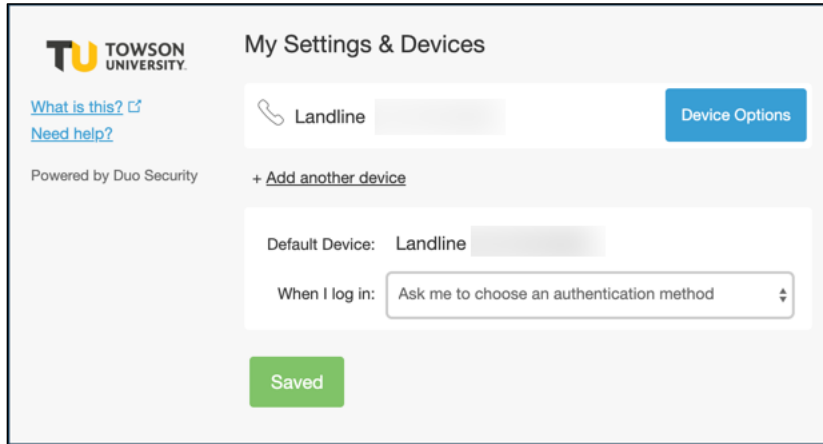 TU TOWSON
UNIVERSITY.
What is this?
Need help?
Powered by Duo Security
My Settings & Devices
Landline
Device Options
+ Add another device
Default Device: Landline
When I log in: Ask me to choose an authentication method
Saved